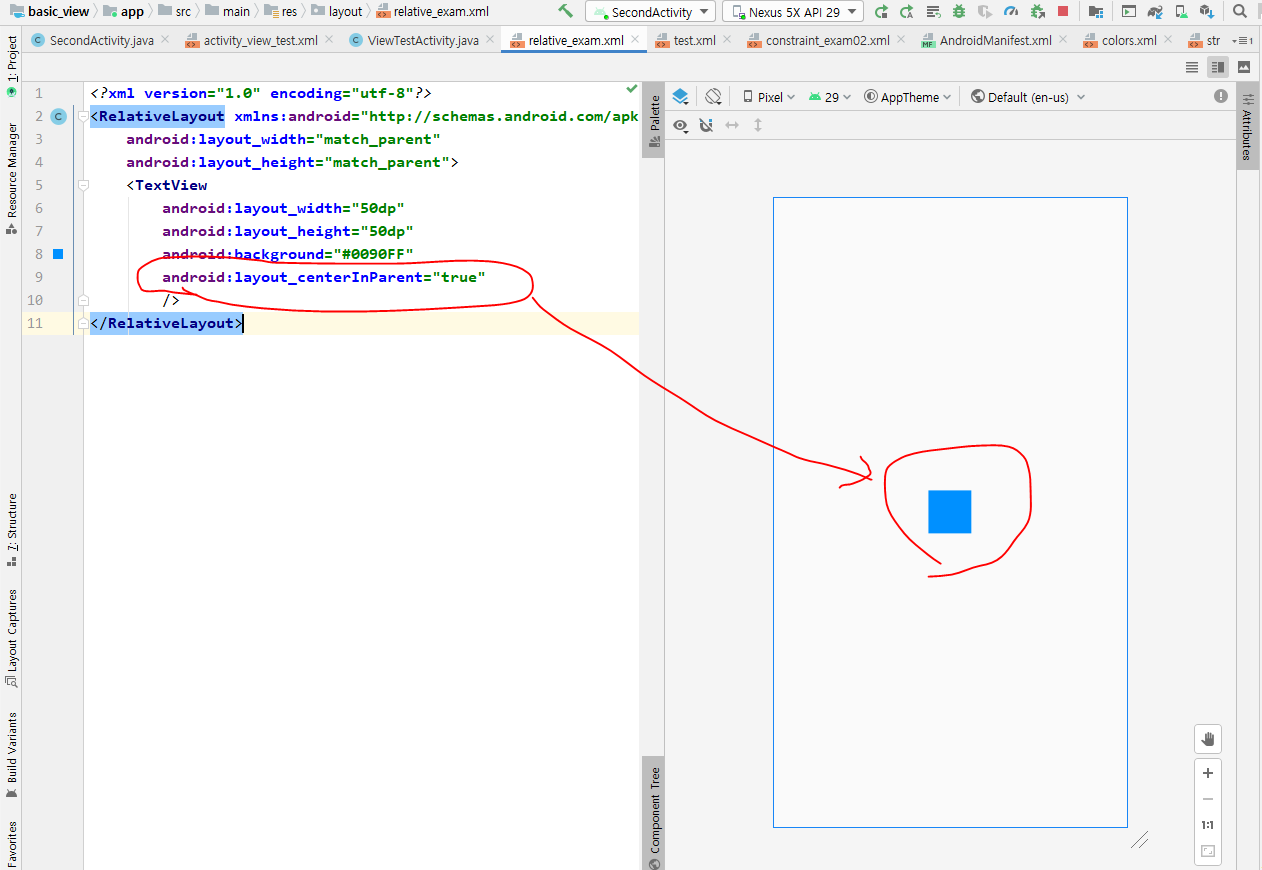 basic_view app src main res layout relative_exam.xml SecondActivity Nexus 5X API 29
SecondActivity.java activity_view_test.xml ViewTestActivity.java relative_exam.xml test.xml constraint_exam02.xml AndroidManifest.xml colors.xml str
1: Project
Resource Manager
7: Structure
Layout Captures
Build Variants
Favorites
1 <?xml version="1.0" encoding="utf-8"?>
2 <RelativeLayout xmlns:android="http://schemas.android.com/apk
3 android:layout_width="match_parent"
4 android:layout_height="match_parent">
5 <TextView
6 android:layout_width="50dp"
7 android:layout_height="50dp"
8 android:background="#0090FF"
9 android:layout_centerInParent="true"
10 />
11 </RelativeLayout>
Palette
Component Tree
Pixel 29 AppTheme Default (en-us)
1:1
Attributes